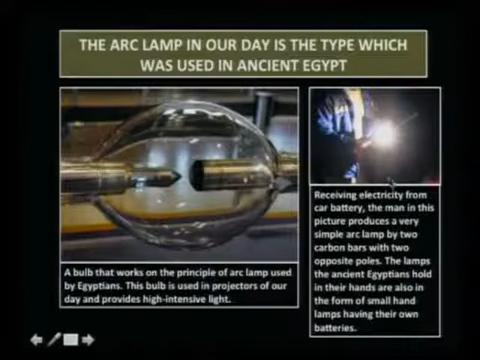 THE ARC LAMP IN OUR DAY IS THE TYPE WHICH
WAS USED IN ANCIENT EGYPT
A bulb that works on the principle of arc lamp used
by Egyptians. This bulb is used in projectors of our
day and provides high-intensive light.
Receiving electricity from
car battery, the man in this
picture produces a very
simple arc lamp by two
carbon bars with two
opposite poles. The lamps
the ancient Egyptians hold
in their hands are also in
the form of small hand
lamps having their own
batteries.